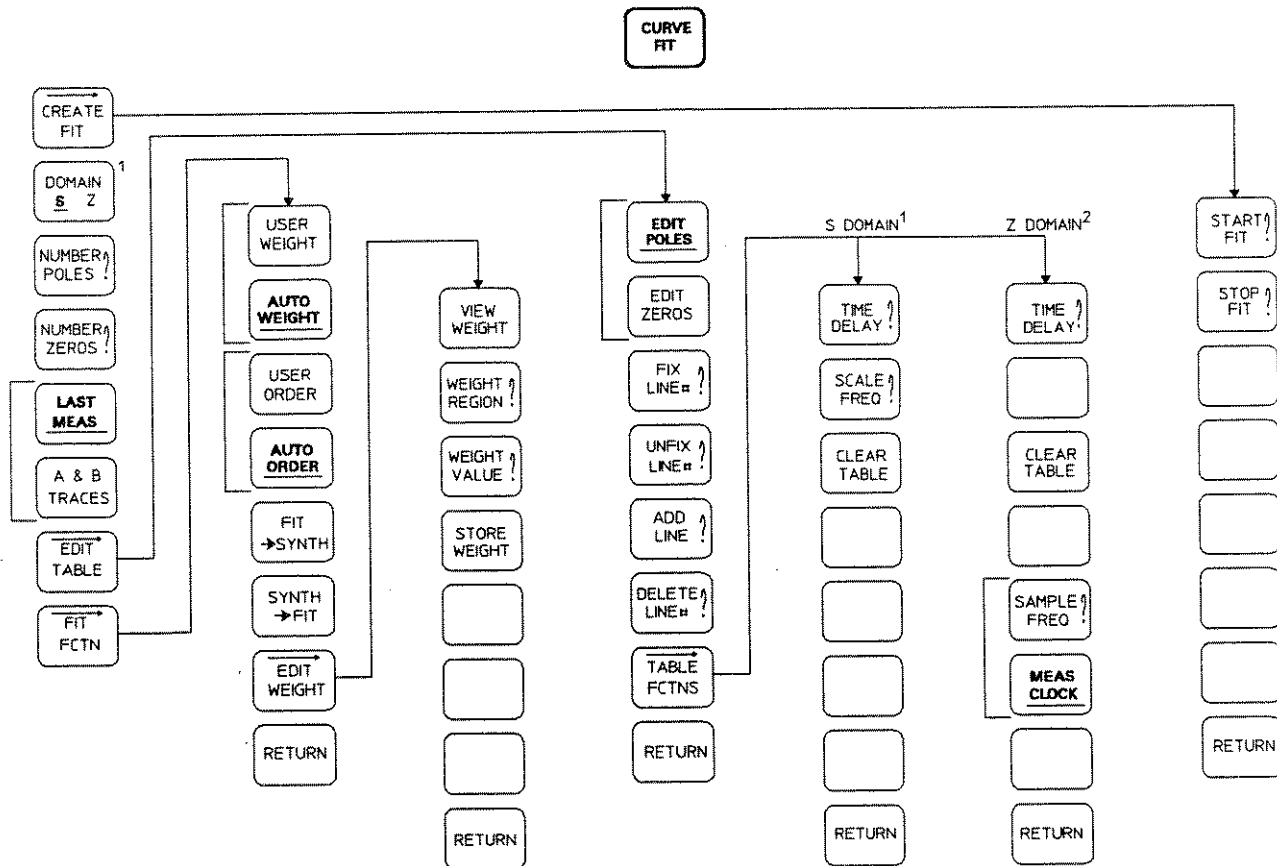 CURVE
FIT
CREATE
FIT
DOMAIN 1
S Z
NUMBER
POLES ?
NUMBER
ZEROS ?
LAST
MEAS
A & B
TRACES
EDIT
TABLE
FIT
FCTN
USER
WEIGHT
AUTO
WEIGHT
USER
ORDER
AUTO
ORDER
FIT
→SYNTH
SYNTH
→FIT
EDIT
WEIGHT
RETURN
VIEW
WEIGHT
WEIGHT
REGION ?
WEIGHT
VALUE ?
STORE
WEIGHT
RETURN
EDIT
POLES
EDIT
ZEROS
FIX
LINE# ?
UNFIX
LINE# ?
ADD
LINE ?
DELETE
LINE# ?
TABLE
FCTNS
RETURN
S DOMAIN1
TIME
DELAY ?
SCALE
FREQ ?
CLEAR
TABLE
RETURN
Z DOMAIN2
TIME
DELAY ?
CLEAR
TABLE
SAMPLE
FREQ ?
MEAS
CLOCK
RETURN
START
FIT ?
STOP
FIT ?
RETURN